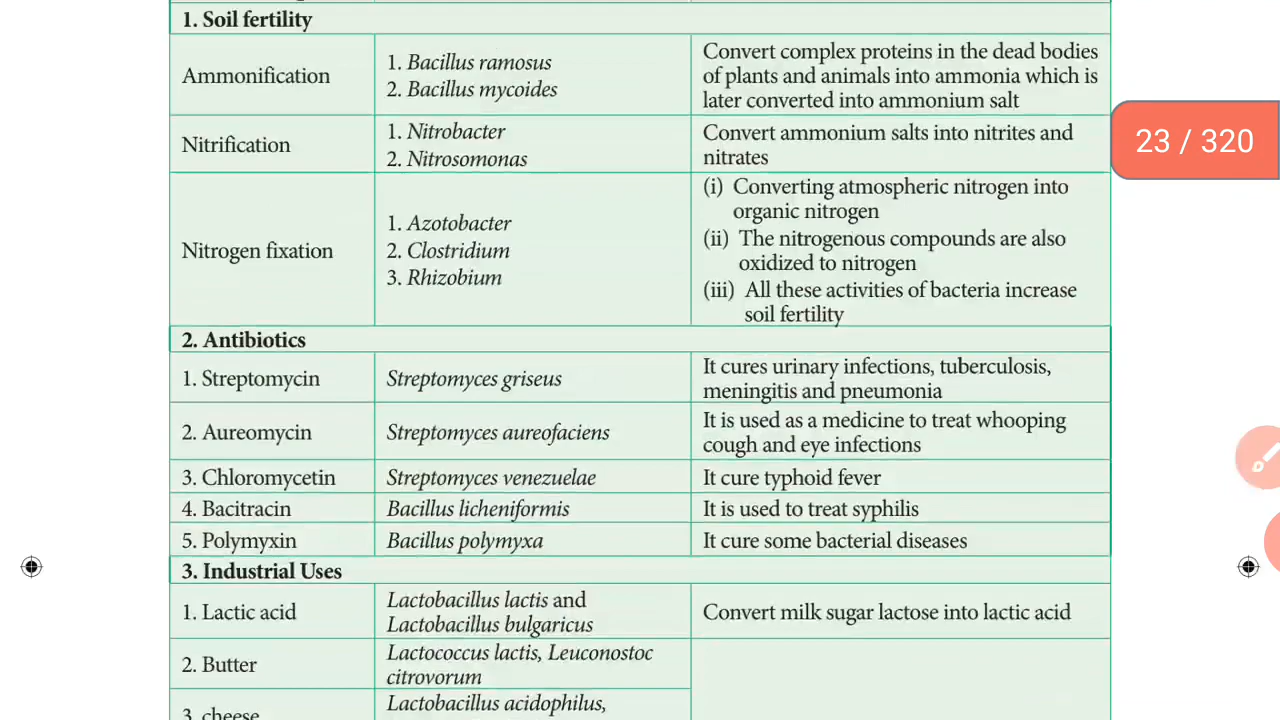 1. Soil fertility
Ammonification
1. Bacillus ramosus
2. Bacillus mycoides
Convert complex proteins in the dead bodies
of plants and animals into ammonia which is
later converted into ammonium salt
Nitrification
1. Nitrobacter
2. Nitrosomonas
Convert ammonium salts into nitrites and
nitrates
Nitrogen fixation
1. Azotobacter
2. Clostridium
3. Rhizobium
(i) Converting atmospheric nitrogen into
organic nitrogen
(ii) The nitrogenous compounds are also
oxidized to nitrogen
(iii) All these activities of bacteria increase
soil fertility
2. Antibiotics
1. Streptomycin
Streptomyces griseus
It cures urinary infections, tuberculosis,
meningitis and pneumonia
2. Aureomycin
Streptomyces aureofaciens
It is used as a medicine to treat whooping
cough and eye infections
3. Chloromycetin
Streptomyces venezuelae
It cure typhoid fever
4. Bacitracin
Bacillus licheniformis
It is used to treat syphilis
5. Polymyxin
Bacillus polymyxa
It cure some bacterial diseases
3. Industrial Uses
1. Lactic acid
Lactobacillus lactis and
Lactobacillus bulgaricus
Convert milk sugar lactose into lactic acid
2. Butter
Lactococcus lactis, Leuconostoc
citrovorum
3. cheese
Lactobacillus acidophilus,
23 / 320